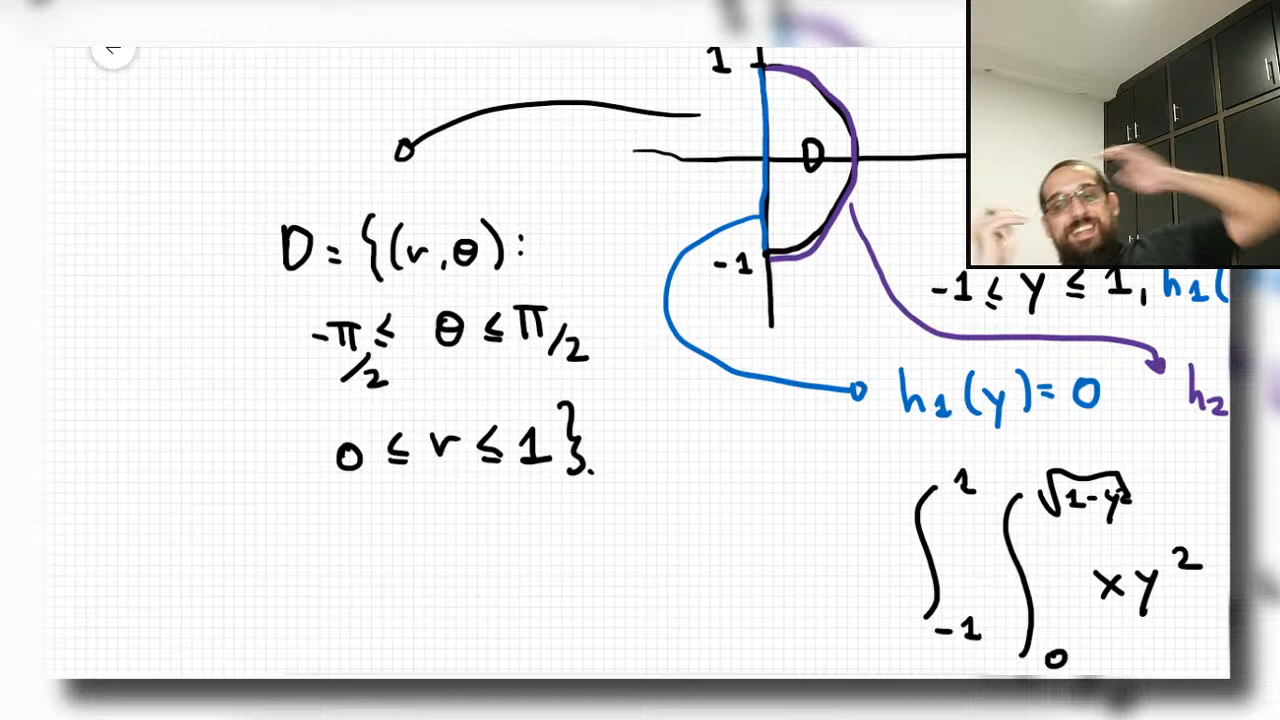 1
D
-1
D = {(r, θ):
-π/2 ≤ θ ≤ π/2
0 ≤ r ≤ 1}.
-1 ≤ y ≤ 1, h₁(
h₁(y) = 0
h₂
∫₋₁¹ ∫₀^√(1-y²) xy²